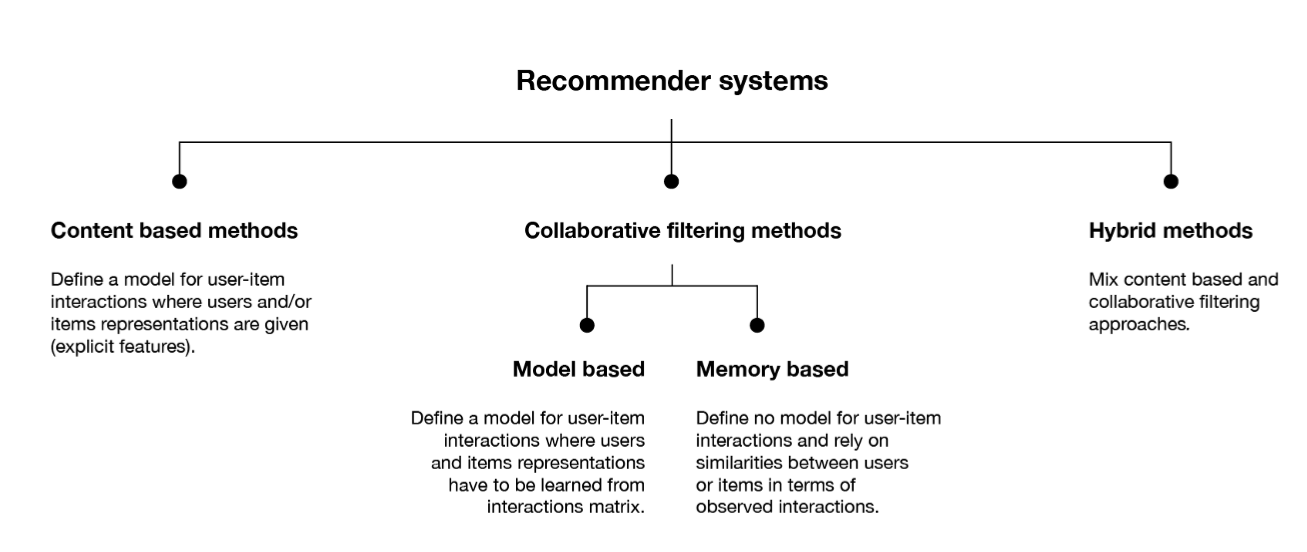 Recommender systems
Content based methods
Define a model for user-item
interactions where users and/or
items representations are given
(explicit features).
Collaborative filtering methods
Model based
Define a model for user-item
interactions where users
and items representations
have to be learned from
interactions matrix.
Memory based
Define no model for user-item
interactions and rely on
similarities between users
or items in terms of
observed interactions.
Hybrid methods
Mix content based and
collaborative filtering
approaches.